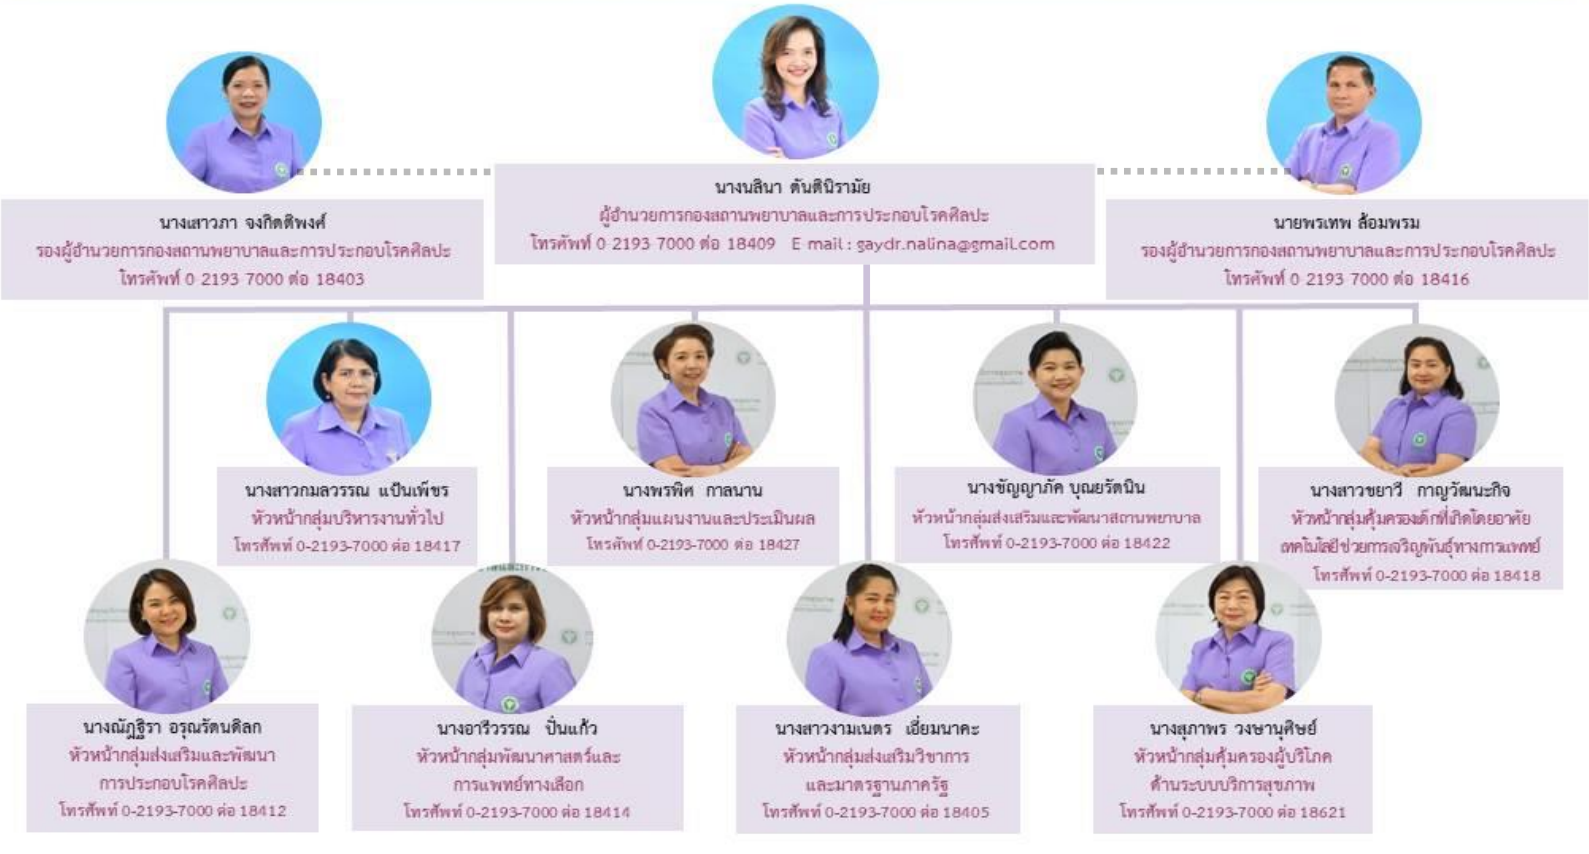 นางนลินา ตันตินิรามัย
ผู้อำนวยการกองสถานพยาบาลและการประกอบโรคศิลปะ
โทรศัพท์ 0 2193 7000 ต่อ 18409 E mail : gaydr.nalina@gmail.com
นางเสาวภา จงกิตติพงศ์
รองผู้อำนวยการกองสถานพยาบาลและการประกอบโรคศิลปะ
โทรศัพท์ 0 2193 7000 ต่อ 18403
นายพรเทพ ล้อมพรม
รองผู้อำนวยการกองสถานพยาบาลและการประกอบโรคศิลปะ
โทรศัพท์ 0 2193 7000 ต่อ 18416
นางสาวกมลวรรณ แป้นเพ็ชร
หัวหน้ากลุ่มบริหารงานทั่วไป
โทรศัพท์ 0-2193-7000 ต่อ 18417
นางพรพิศ กาลนาน
หัวหน้ากลุ่มแผนงานและประเมินผล
โทรศัพท์ 0-2193-7000 ต่อ 18427
นางชัญญาภัค บุณยรัตนิน
หัวหน้ากลุ่มส่งเสริมและพัฒนาสถานพยาบาล
โทรศัพท์ 0-2193-7000 ต่อ 18422
นางสาวชยาวี กาญวัฒนะกิจ
หัวหน้ากลุ่มคุ้มครองเด็กที่เกิดโดยอาศัย
เทคโนโลยีช่วยการเจริญพันธุ์ทางการแพทย์
โทรศัพท์ 0-2193-7000 ต่อ 18418
นางณัฏฐิรา อรุณรัตนดิลก
หัวหน้ากลุ่มส่งเสริมและพัฒนา
การประกอบโรคศิลปะ
โทรศัพท์ 0-2193-7000 ต่อ 18412
นางอารีวรรณ ปั่นแก้ว
หัวหน้ากลุ่มพัฒนาศาสตร์และ
การแพทย์ทางเลือก
โทรศัพท์ 0-2193-7000 ต่อ 18414
นางสาวงามเนตร เอี่ยมนาคะ
หัวหน้ากลุ่มส่งเสริมวิชาการ
และมาตรฐานภาครัฐ
โทรศัพท์ 0-2193-7000 ต่อ 18405
นางสุภาพร วงษานุศิษย์
หัวหน้ากลุ่มคุ้มครองผู้บริโภค
ด้านระบบบริการสุขภาพ
โทรศัพท์ 0-2193-7000 ต่อ 18621